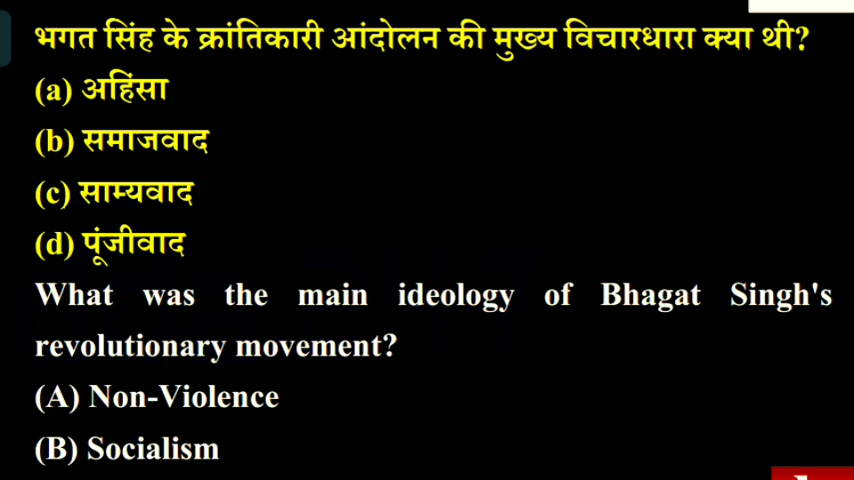 भगत सिंह के क्रांतिकारी आंदोलन की मुख्य विचारधारा क्या थी?
(a) अहिंसा
(b) समाजवाद
(c) साम्यवाद
(d) पूंजीवाद
What was the main ideology of Bhagat Singh's
revolutionary movement?
(A) Non-Violence
(B) Socialism